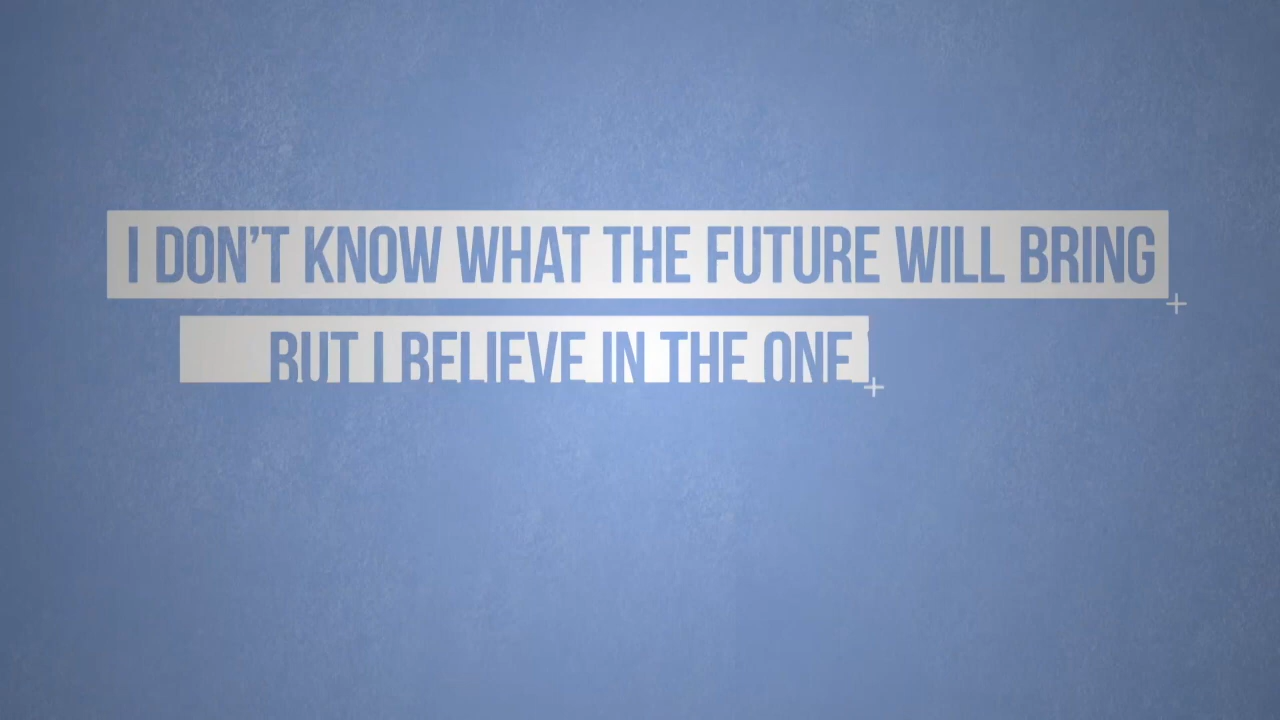 I DON'T KNOW WHAT THE FUTURE WILL BRING
BUT I BELIEVE IN THE ONE